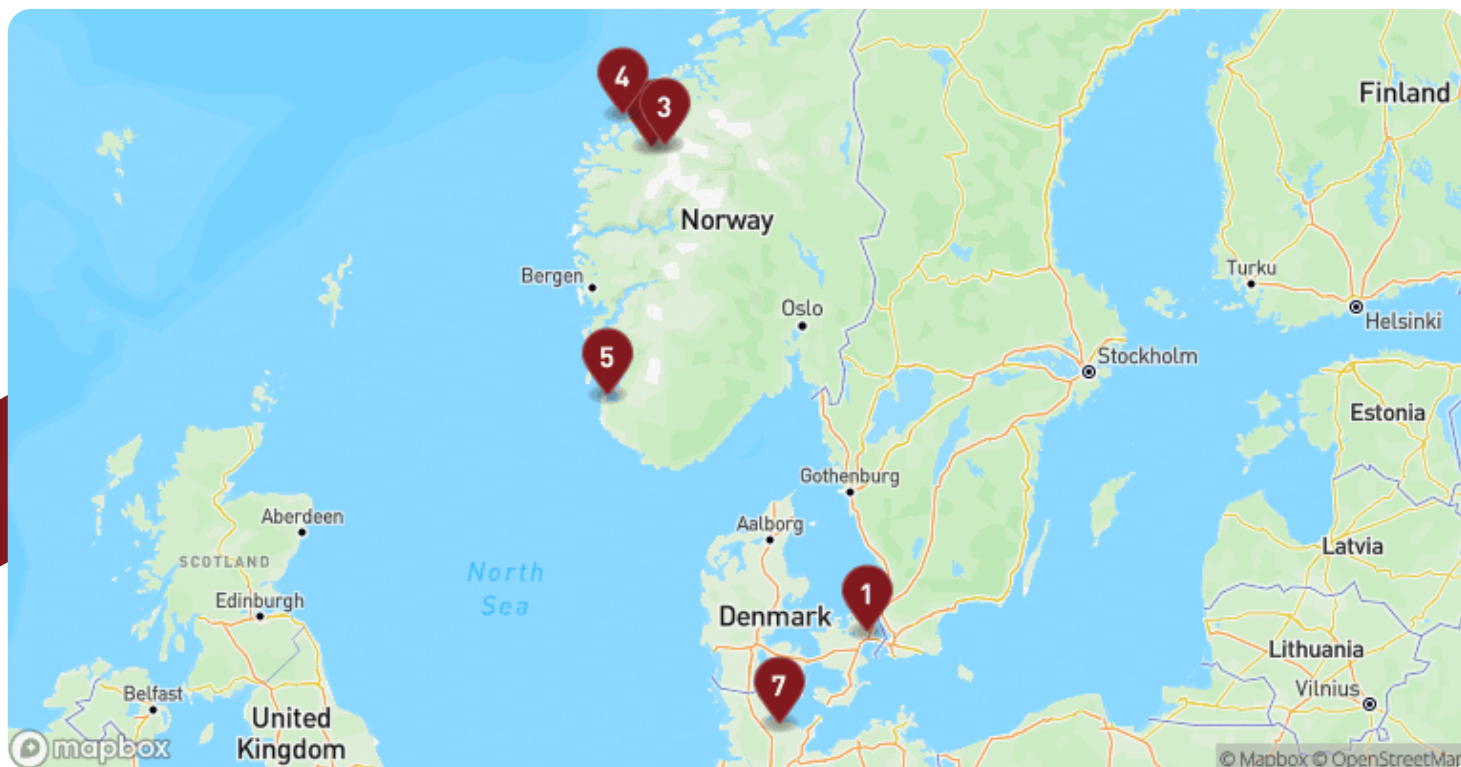 4
3
Finland
Norway
Bergen
Turku
Oslo
Helsinki
5
Stockholm
Estonia
Gothenburg
Aberdeen
Aalborg
SCOTLAND
Latvia
North
Sea
1
Edinburgh
Denmark
Lithuania
7
Vilnius
Belfast
United
Kingdom
mapbox
© Mapbox © OpenStreetMap